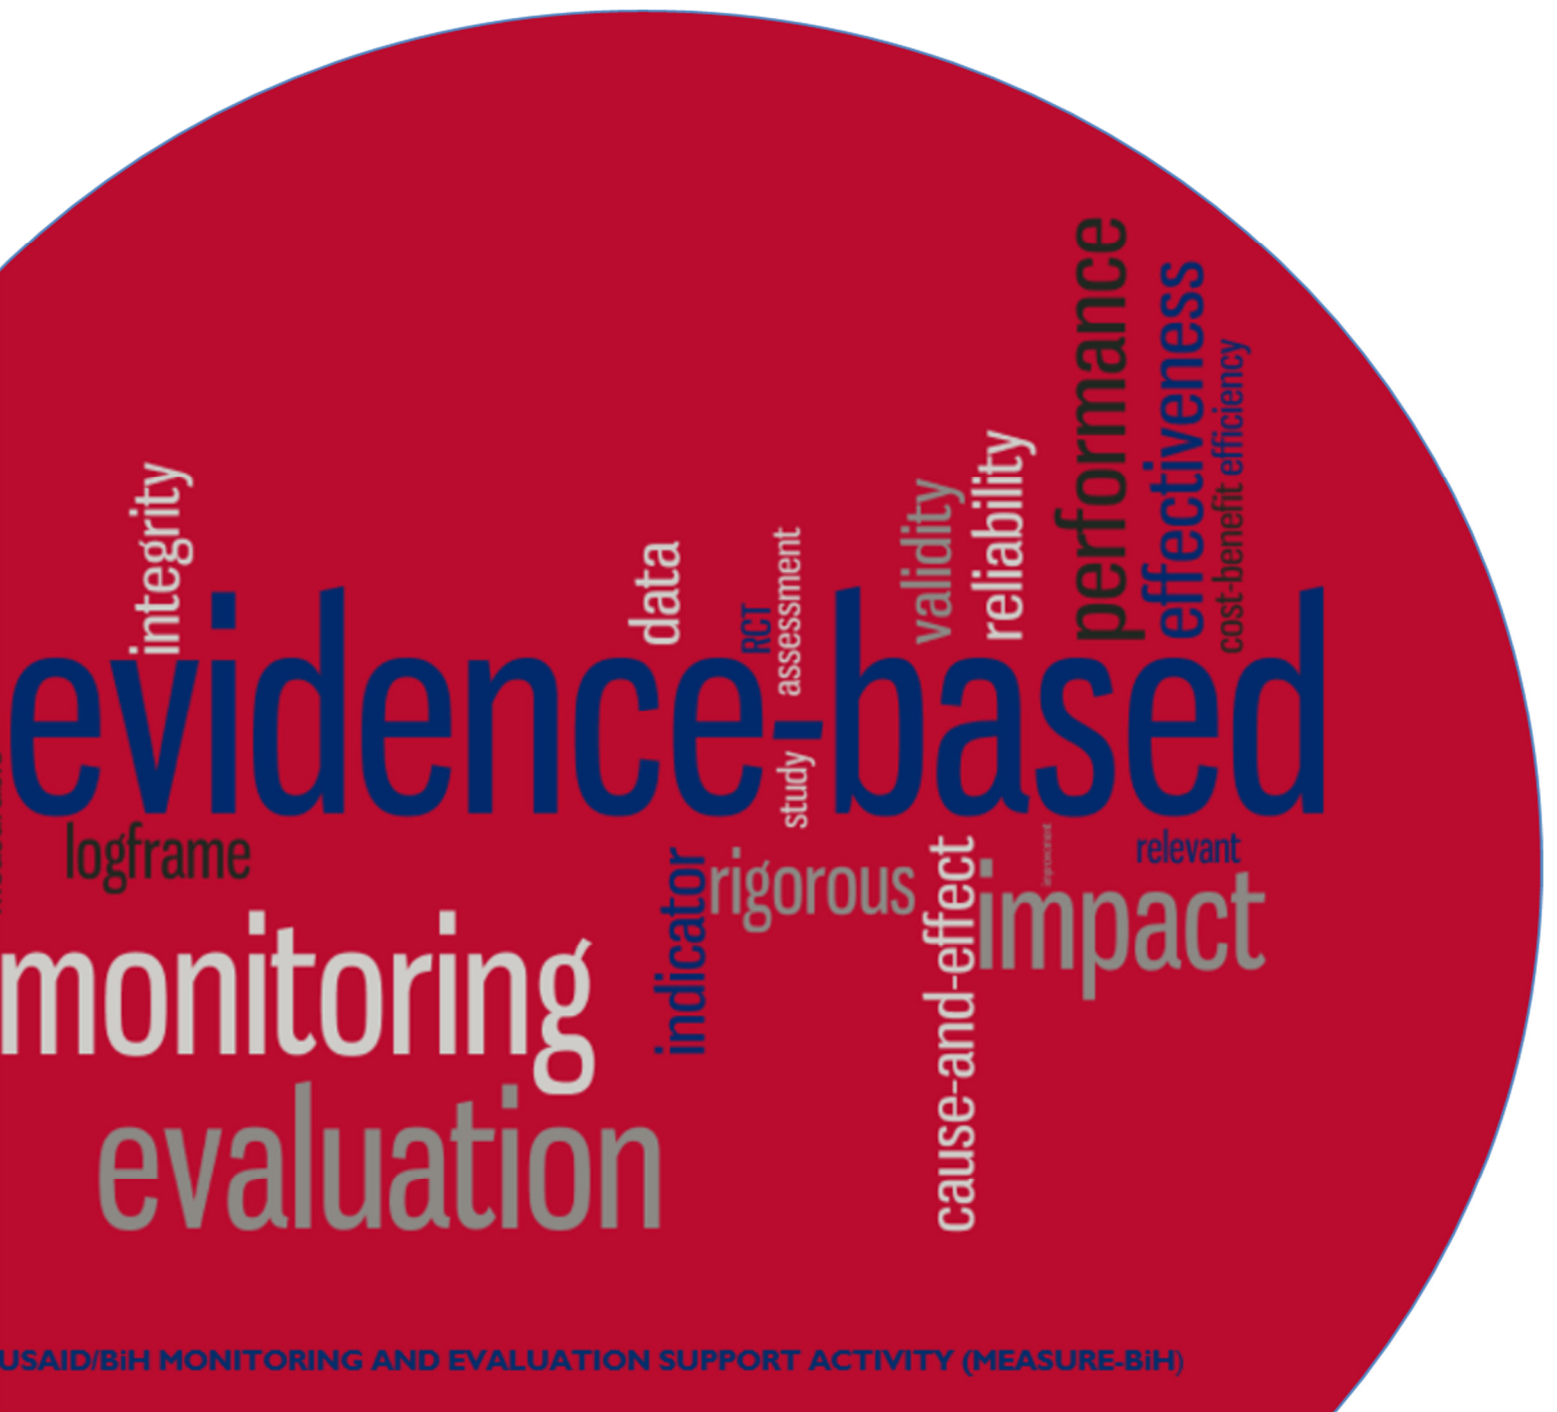 performance
effectiveness
efficiency
cost-benefit
reliability
validity
integrity
data
RCT
assessment
evidence-based
study
logframe
relevant
indicator
rigorous
cause-and-effect
impact
monitoring
evaluation
USAID/BiH MONITORING AND EVALUATION SUPPORT ACTIVITY (MEASURE-BiH)